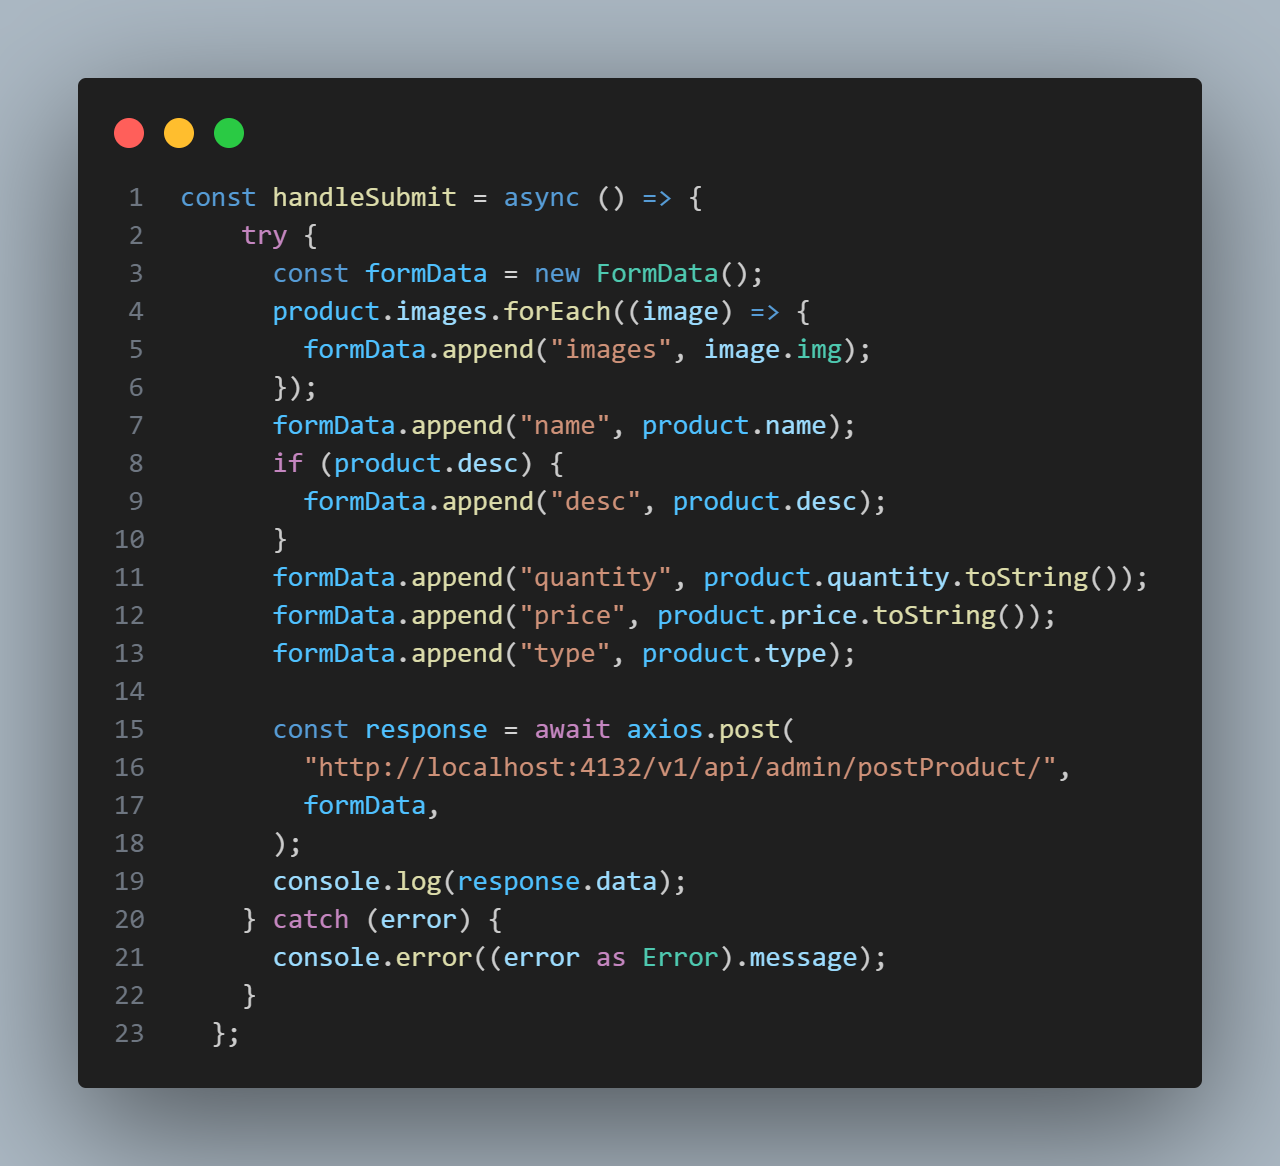 1 const handleSubmit = async () => {
2     try {
3       const formData = new FormData();
4       product.images.forEach((image) => {
5         formData.append("images", image.img);
6       });
7       formData.append("name", product.name);
8       if (product.desc) {
9         formData.append("desc", product.desc);
10       }
11       formData.append("quantity", product.quantity.toString());
12       formData.append("price", product.price.toString());
13       formData.append("type", product.type);
14
15       const response = await axios.post(
16         "http://localhost:4132/v1/api/admin/postProduct/",
17         formData,
18       );
19       console.log(response.data);
20     } catch (error) {
21       console.error((error as Error).message);
22     }
23   };